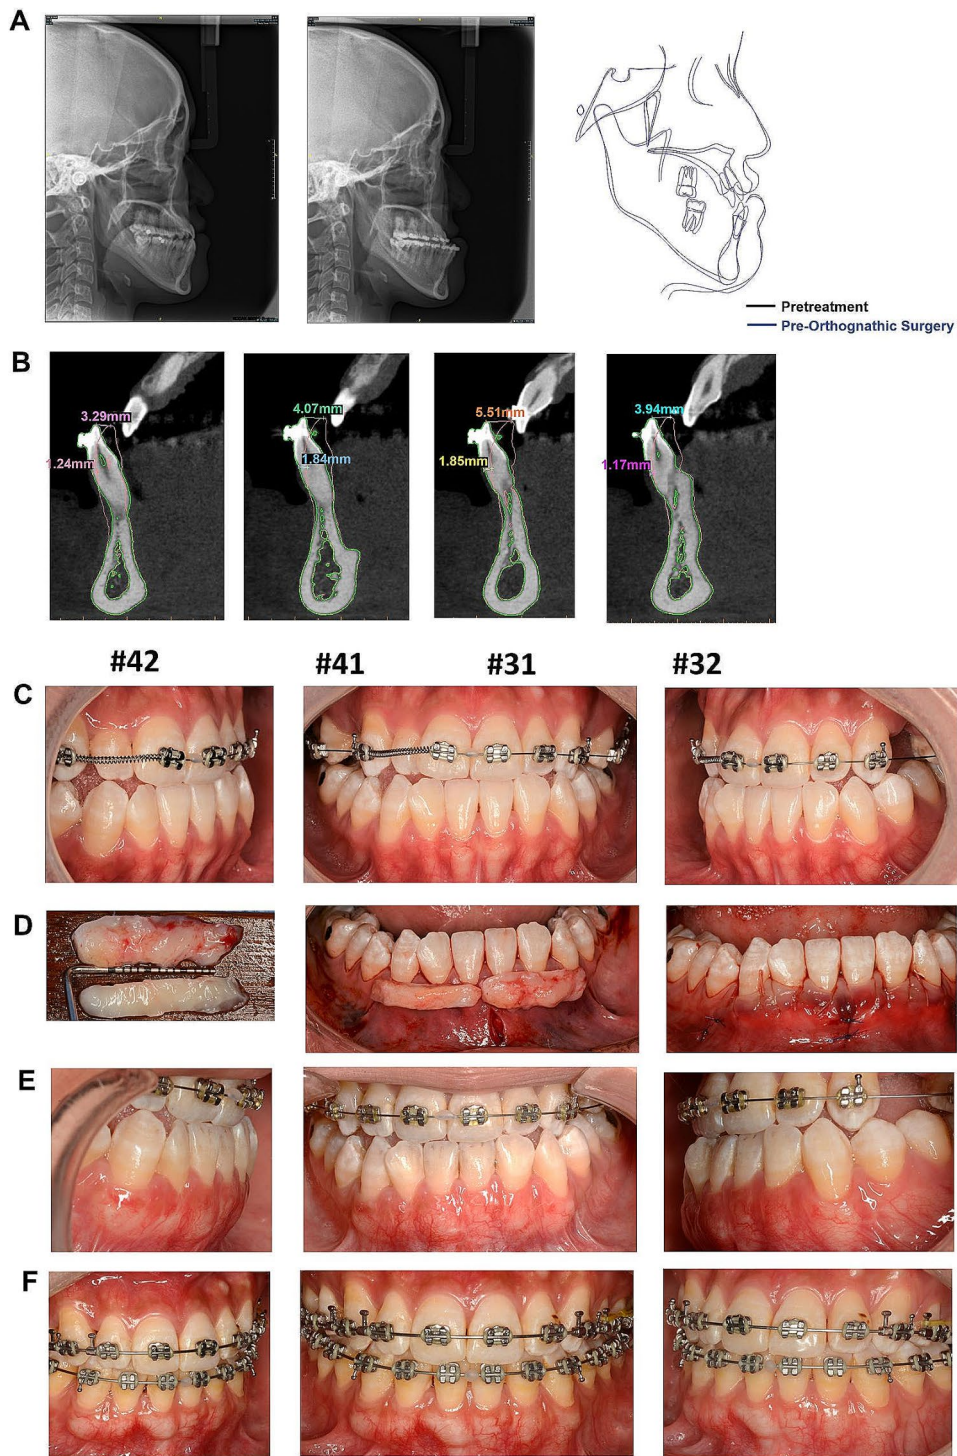 A
Pretreatment
Pre-Orthognathic Surgery
B
3.29mm
1.24mm
4.07mm
1.84mm
5.51mm
1.85mm
3.94mm
1.17mm
#42
#41
#31
#32
C
D
E
F